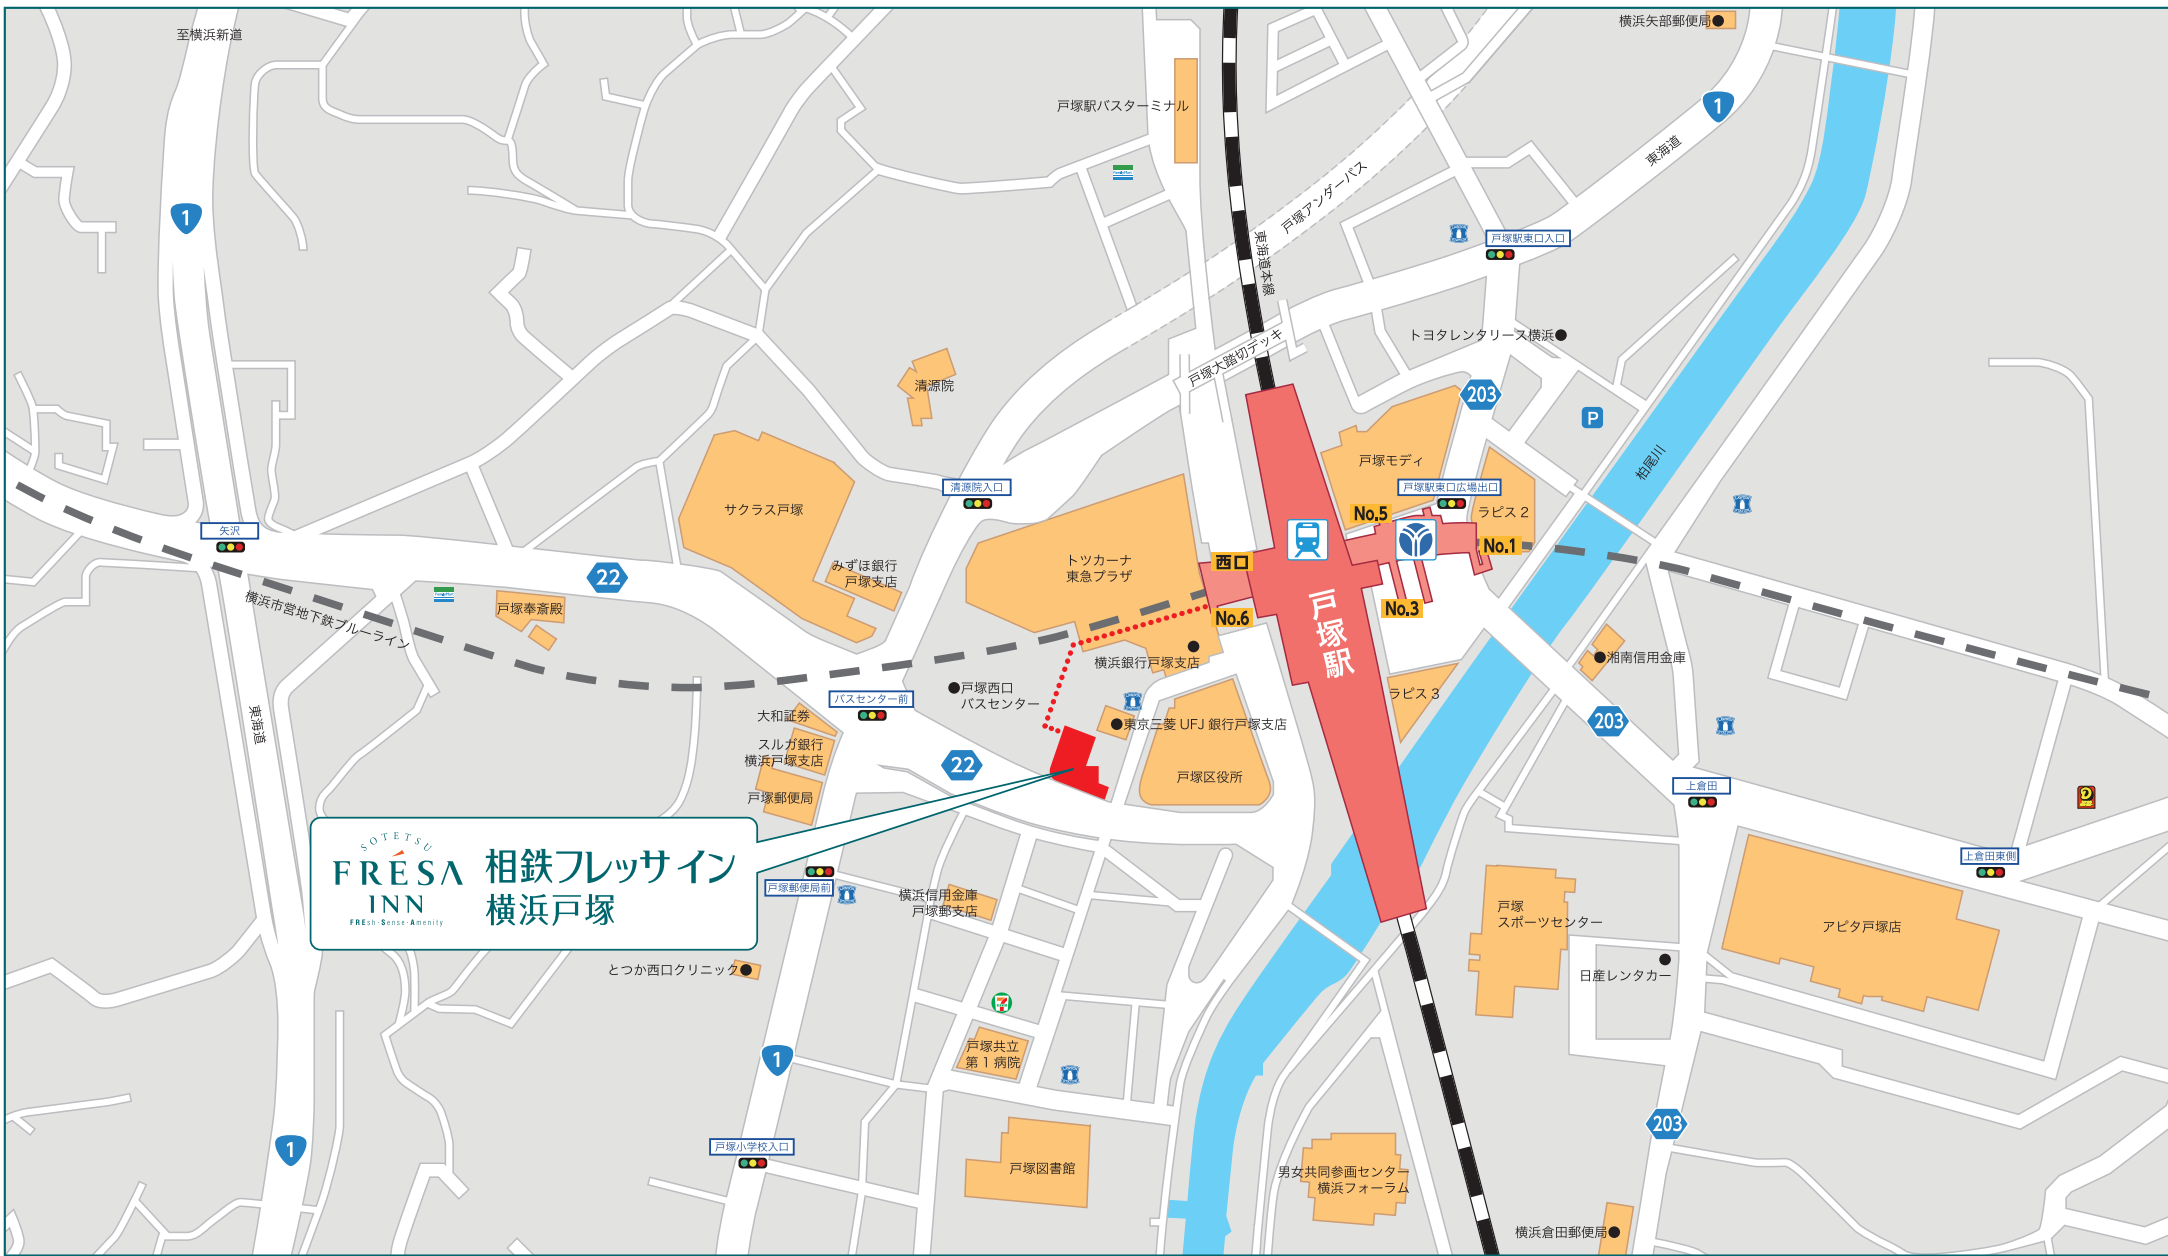 至横浜新道
横浜矢部郵便局
1
戸塚駅バスターミナル
東海道
1
戸塚アンダーパス
戸塚駅東口入口
東海道本線
トヨタレンタリース横浜
戸塚大踏切デッキ
清源院
203
P
戸塚モディ
柏尾川
清源院入口
戸塚駅東口広場出口
サクラス戸塚
No.5
ラピス2
矢沢
トツカーナ
東急プラザ
西口
No.1
みずほ銀行
戸塚支店
22
横浜市営地下鉄ブルーライン
戸塚奉斎殿
No.6
No.3
戸塚駅
横浜銀行戸塚支店
湘南信用金庫
戸塚西口
バスセンター
バスセンター前
ラピス3
大和証券
東京三菱UFJ銀行戸塚支店
203
東海道
スルガ銀行
横浜戸塚支店
22
戸塚区役所
上倉田
戸塚郵便局
SOTETSU
FRÉSA
INN
FREsh・Sense・Amenity
相鉄フレッサイン
横浜戸塚
戸塚郵便局前
上倉田東側
横浜信用金庫
戸塚郵支店
戸塚
スポーツセンター
アピタ戸塚店
とつか西口クリニック
日産レンタカー
7
戸塚共立
第1病院
1
203
1
戸塚小学校入口
戸塚図書館
男女共同参画センター
横浜フォーラム
横浜倉田郵便局